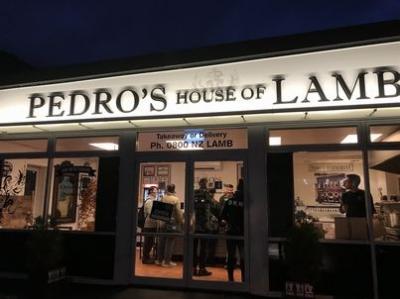 PEDRO'S HOUSE OF LAMB
Takeaway or Delivery
Ph. 0800 NZ LAMB